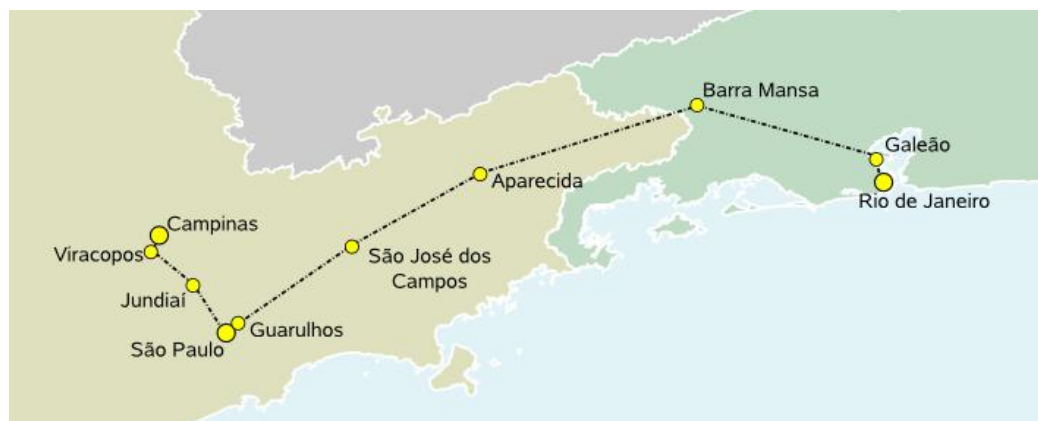 Barra Mansa
Galeão
Aparecida
Rio de Janeiro
Campinas
Viracopos
São José dos
Campos
Jundiaí
Guarulhos
São Paulo